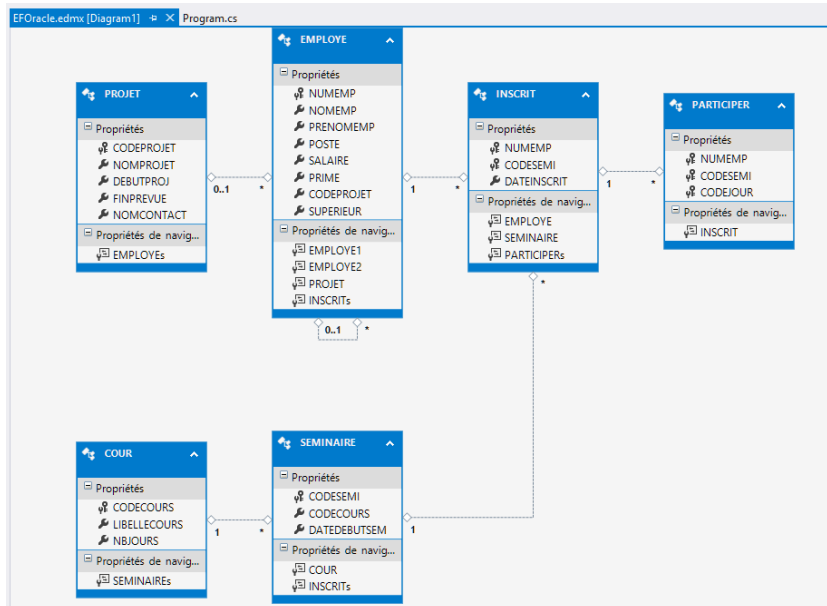 EFOracle.edmx [Diagram1] Program.cs
PROJET
Propriétés
CODEPROJET
NOMPROJET
DEBUTPROJ
FINPREVUE
NOMCONTACT
Propriétés de navig...
EMPLOYEs
0..1
*
EMPLOYE
Propriétés
NUMEMP
NOMEMP
PRENOMEMP
POSTE
SALAIRE
PRIME
CODEPROJET
SUPERIEUR
Propriétés de navig...
EMPLOYE1
EMPLOYE2
PROJET
INSCRITs
0..1
*
1
*
INSCRIT
Propriétés
NUMEMP
CODESEMI
DATEINSCRIT
Propriétés de navig...
EMPLOYE
SEMINAIRE
PARTICIPERs
*
1
*
PARTICIPER
Propriétés
NUMEMP
CODESEMI
CODEJOUR
Propriétés de navig...
INSCRIT
COUR
Propriétés
CODECOURS
LIBELLECOURS
NBJOURS
Propriétés de navig...
SEMINAIREs
1
*
SEMINAIRE
Propriétés
CODESEMI
CODECOURS
DATEDEBUTSEM
Propriétés de navig...
COUR
INSCRITs
1